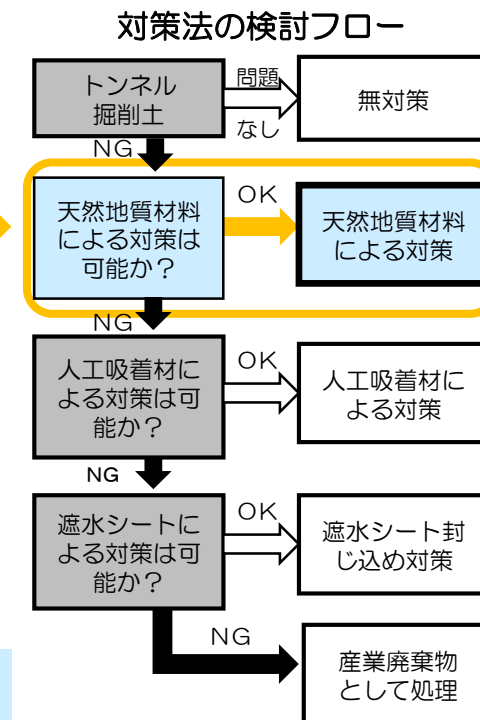 対策法の検討フロー
トンネル
掘削土
問題
なし
無対策
ＮＧ
天然地質材料
による対策は
可能か？
ＯＫ
天然地質材料
による対策
ＮＧ
人工吸着材に
よる対策は可
能か？
ＯＫ
人工吸着材に
よる対策
NG
遮水シートに
よる対策は可
能か？
ＯＫ
遮水シート封
じ込め対策
ＮＧ
産業廃棄物
として処理